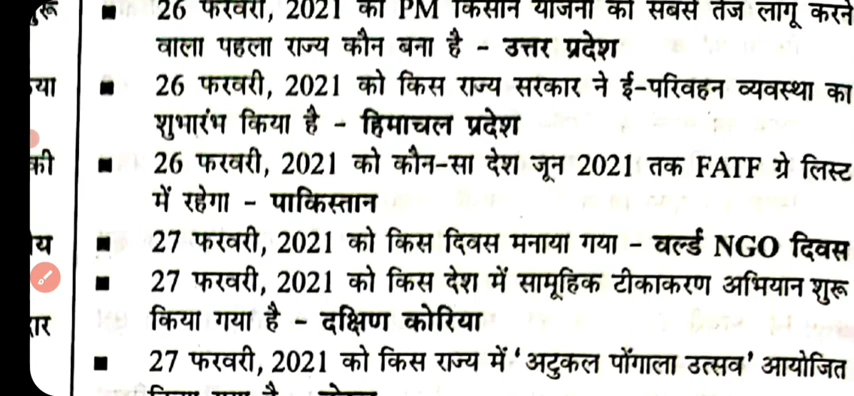 26 फरवरी, 2021 को PM किसान योजना को सबसे तेज लागू करने
वाला पहला राज्य कौन बना है – उत्तर प्रदेश
या
26 फरवरी, 2021 को किस राज्य सरकार ने ई-परिवहन व्यवस्था का
शुभारंभ किया है – हिमाचल प्रदेश
की
26 फरवरी, 2021 को कौन-सा देश जून 2021 तक FATF ग्रे लिस्ट
में रहेगा – पाकिस्तान
य
27 फरवरी, 2021 को किस दिवस मनाया गया – वर्ल्ड NGO दिवस
27 फरवरी, 2021 को किस देश में सामूहिक टीकाकरण अभियान शुरू
किया गया है – दक्षिण कोरिया
27 फरवरी, 2021 को किस राज्य में ‘अटुकल पोंगाला उत्सव’ आयोजित